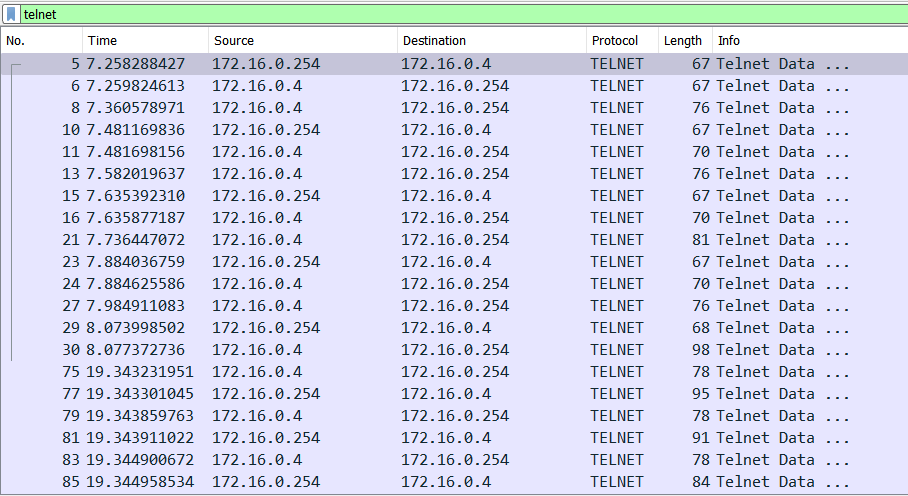 telnet
No. Time Source Destination Protocol Length Info
5 7.258288427 172.16.0.254 172.16.0.4 TELNET 67 Telnet Data ...
6 7.259824613 172.16.0.4 172.16.0.254 TELNET 67 Telnet Data ...
8 7.360578971 172.16.0.4 172.16.0.254 TELNET 76 Telnet Data ...
10 7.481169836 172.16.0.254 172.16.0.4 TELNET 67 Telnet Data ...
11 7.481698156 172.16.0.4 172.16.0.254 TELNET 70 Telnet Data ...
13 7.582019637 172.16.0.4 172.16.0.254 TELNET 76 Telnet Data ...
15 7.635392310 172.16.0.254 172.16.0.4 TELNET 67 Telnet Data ...
16 7.635877187 172.16.0.4 172.16.0.254 TELNET 70 Telnet Data ...
21 7.736447072 172.16.0.4 172.16.0.254 TELNET 81 Telnet Data ...
23 7.884036759 172.16.0.254 172.16.0.4 TELNET 67 Telnet Data ...
24 7.884625586 172.16.0.4 172.16.0.254 TELNET 70 Telnet Data ...
27 7.984911083 172.16.0.4 172.16.0.254 TELNET 76 Telnet Data ...
29 8.073998502 172.16.0.254 172.16.0.4 TELNET 68 Telnet Data ...
30 8.077372736 172.16.0.4 172.16.0.254 TELNET 98 Telnet Data ...
75 19.343231951 172.16.0.4 172.16.0.254 TELNET 78 Telnet Data ...
77 19.343301045 172.16.0.254 172.16.0.4 TELNET 95 Telnet Data ...
79 19.343859763 172.16.0.4 172.16.0.254 TELNET 78 Telnet Data ...
81 19.343911022 172.16.0.254 172.16.0.4 TELNET 91 Telnet Data ...
83 19.344900672 172.16.0.4 172.16.0.254 TELNET 78 Telnet Data ...
85 19.344958534 172.16.0.254 172.16.0.4 TELNET 84 Telnet Data ...